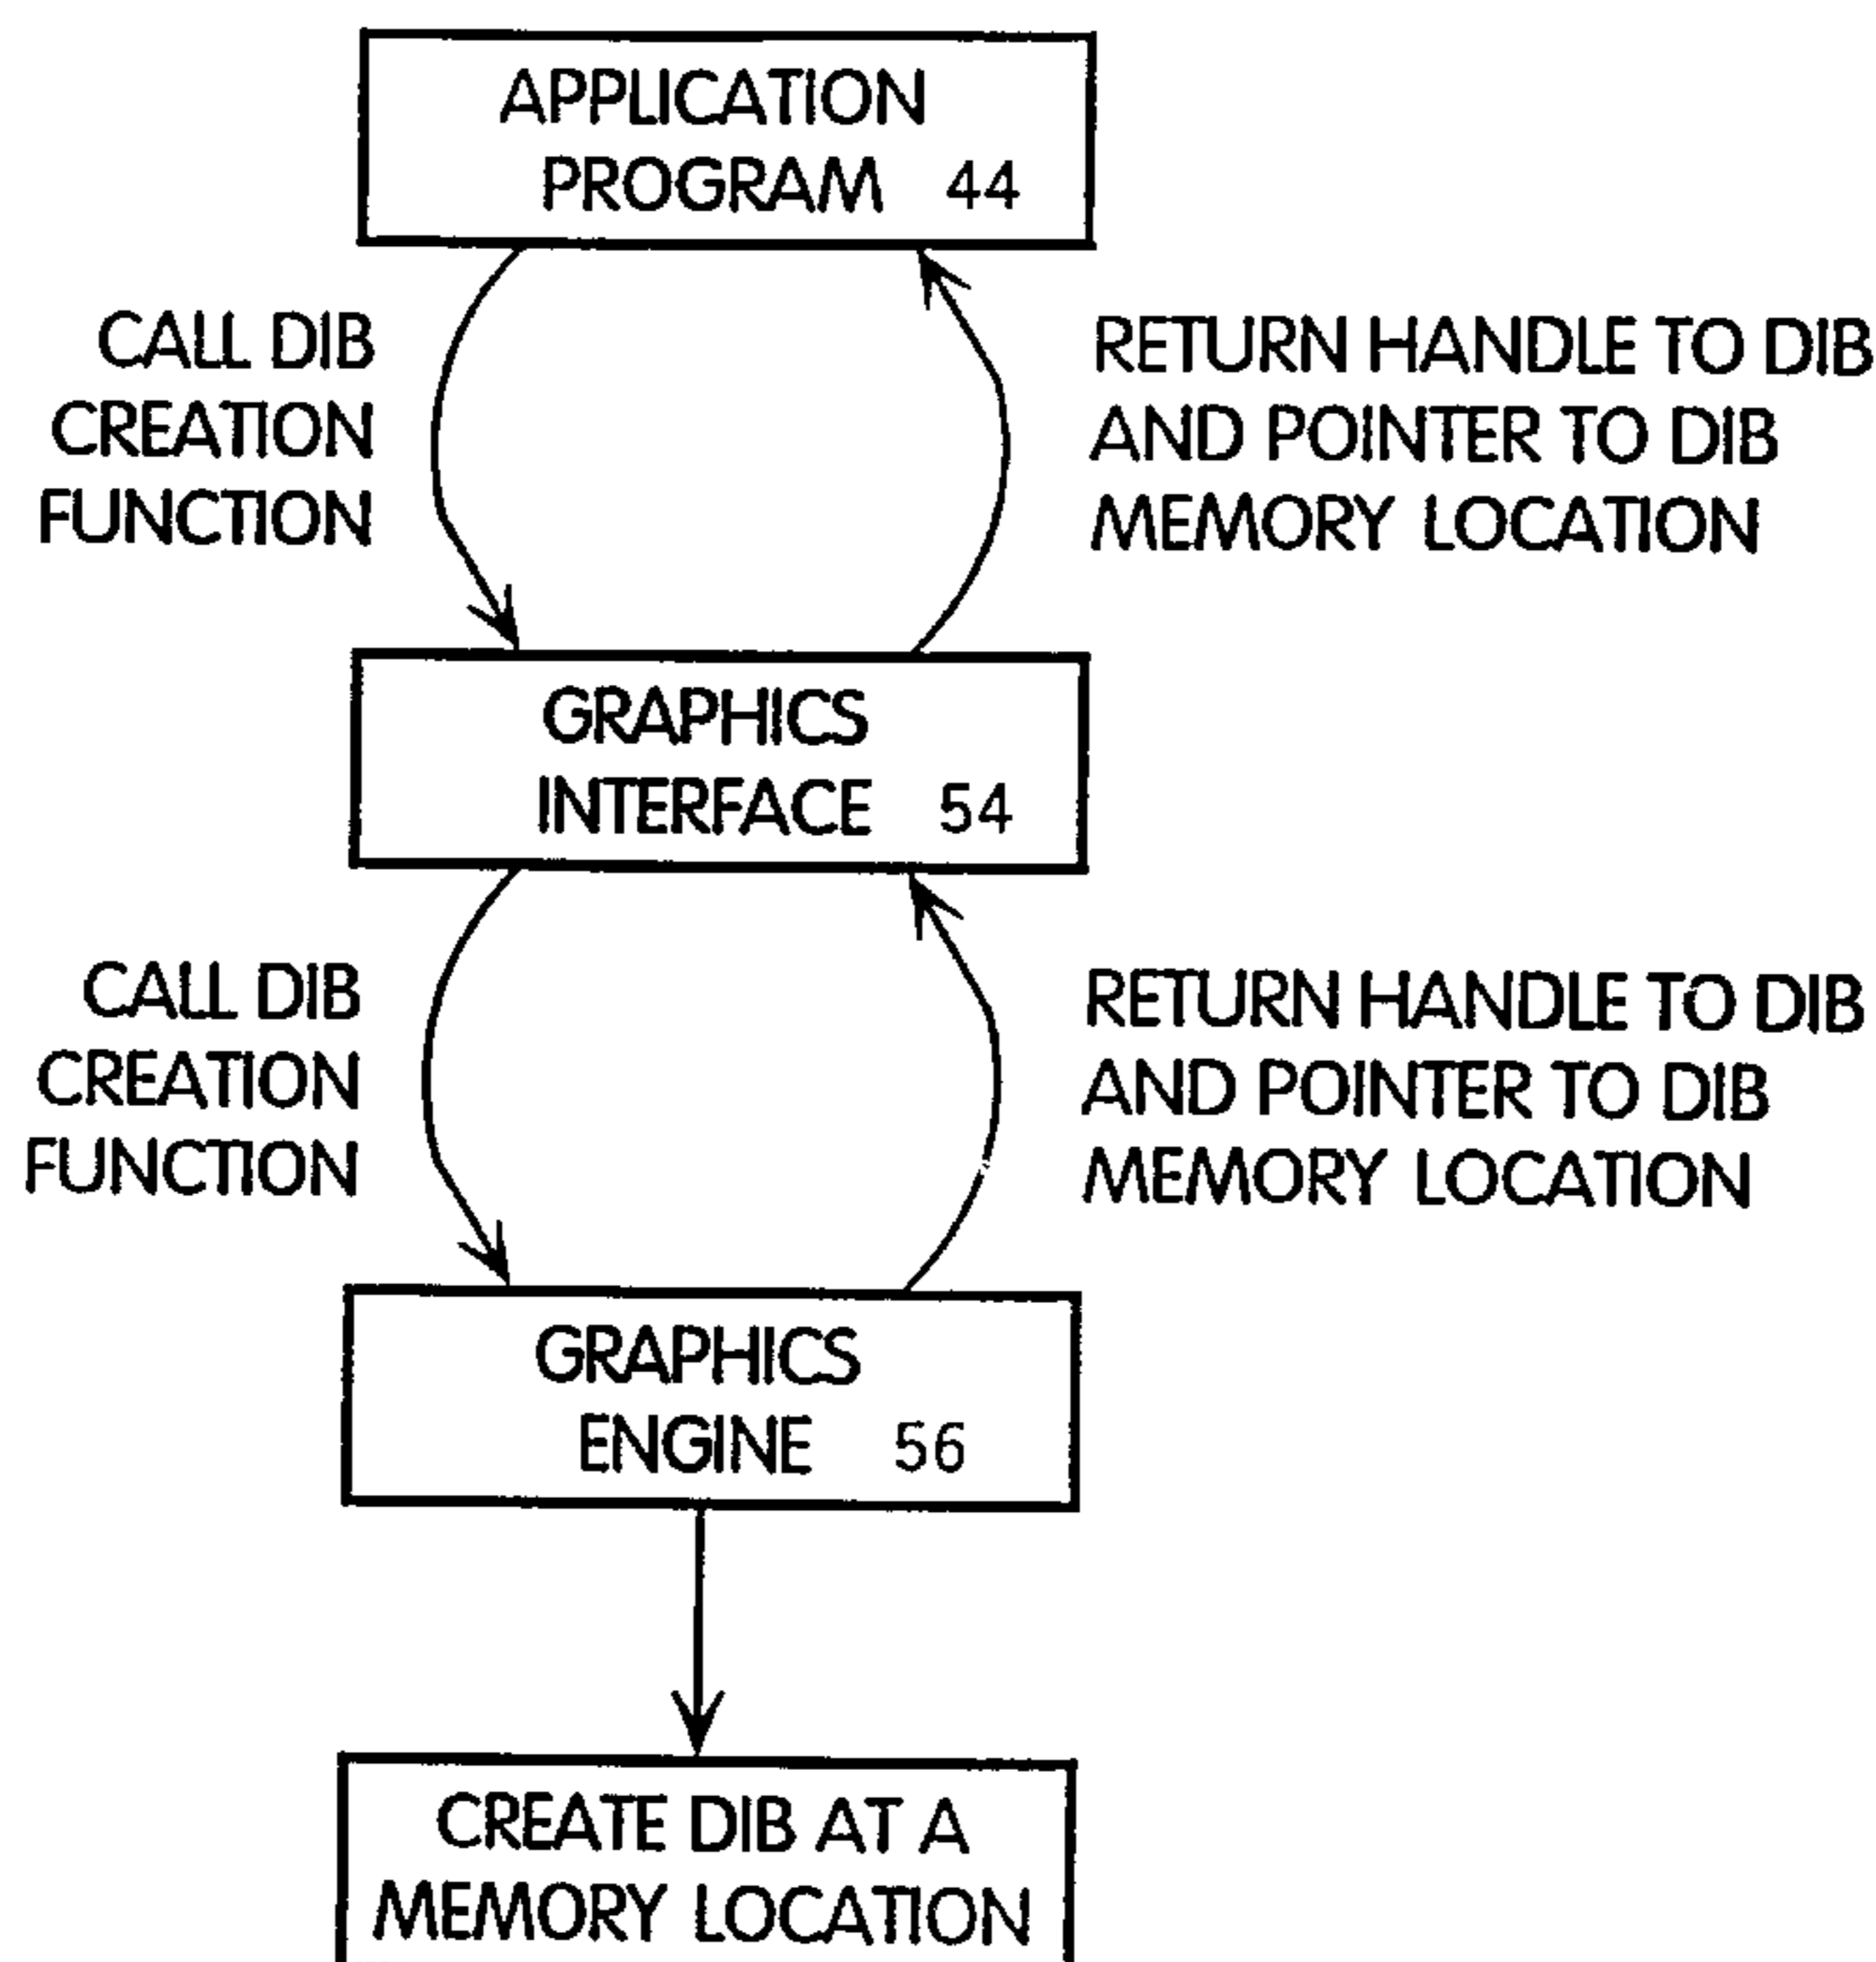 APPLICATION
PROGRAM 44
CALL DIB
CREATION
FUNCTION
RETURN HANDLE TO DIB
AND POINTER TO DIB
MEMORY LOCATION
GRAPHICS
INTERFACE 54
CALL DIB
CREATION
FUNCTION
RETURN HANDLE TO DIB
AND POINTER TO DIB
MEMORY LOCATION
GRAPHICS
ENGINE 56
CREATE DIB AT A
MEMORY LOCATION